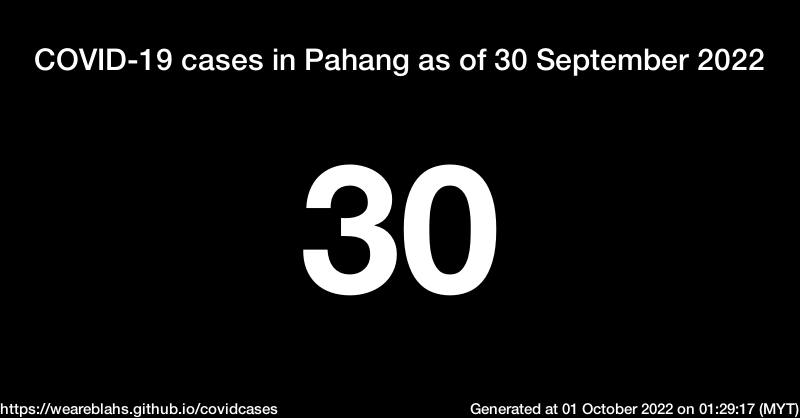 COVID-19 cases in Pahang as of 30 September 2022
30
https://weareblahs.github.io/covidcases
Generated at 01 October 2022 on 01:29:17 (MYT)